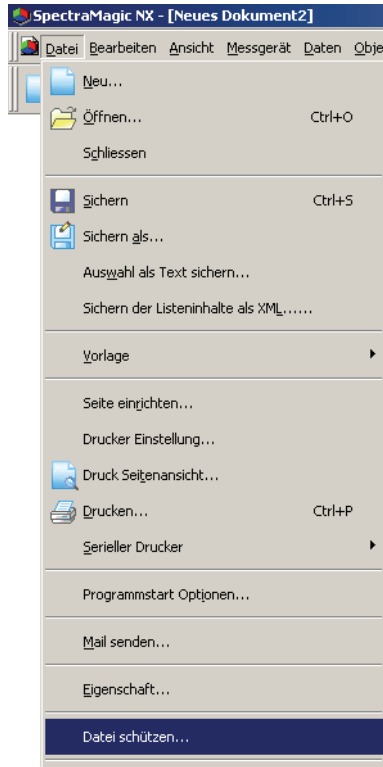 SpectraMagic NX - [Neues Dokument2]
Datei Bearbeiten Ansicht Messgerät Daten Obje
Neu...
Öffnen... Ctrl+O
Schliessen
Sichern Ctrl+S
Sichern als...
Auswahl als Text sichern...
Sichern der Listeninhalte als XML......
Vorlage
Seite einrichten...
Drucker Einstellung...
Druck Seitenansicht...
Drucken... Ctrl+P
Serieller Drucker
Programmstart Optionen...
Mail senden...
Eigenschaft...
Datei schützen...